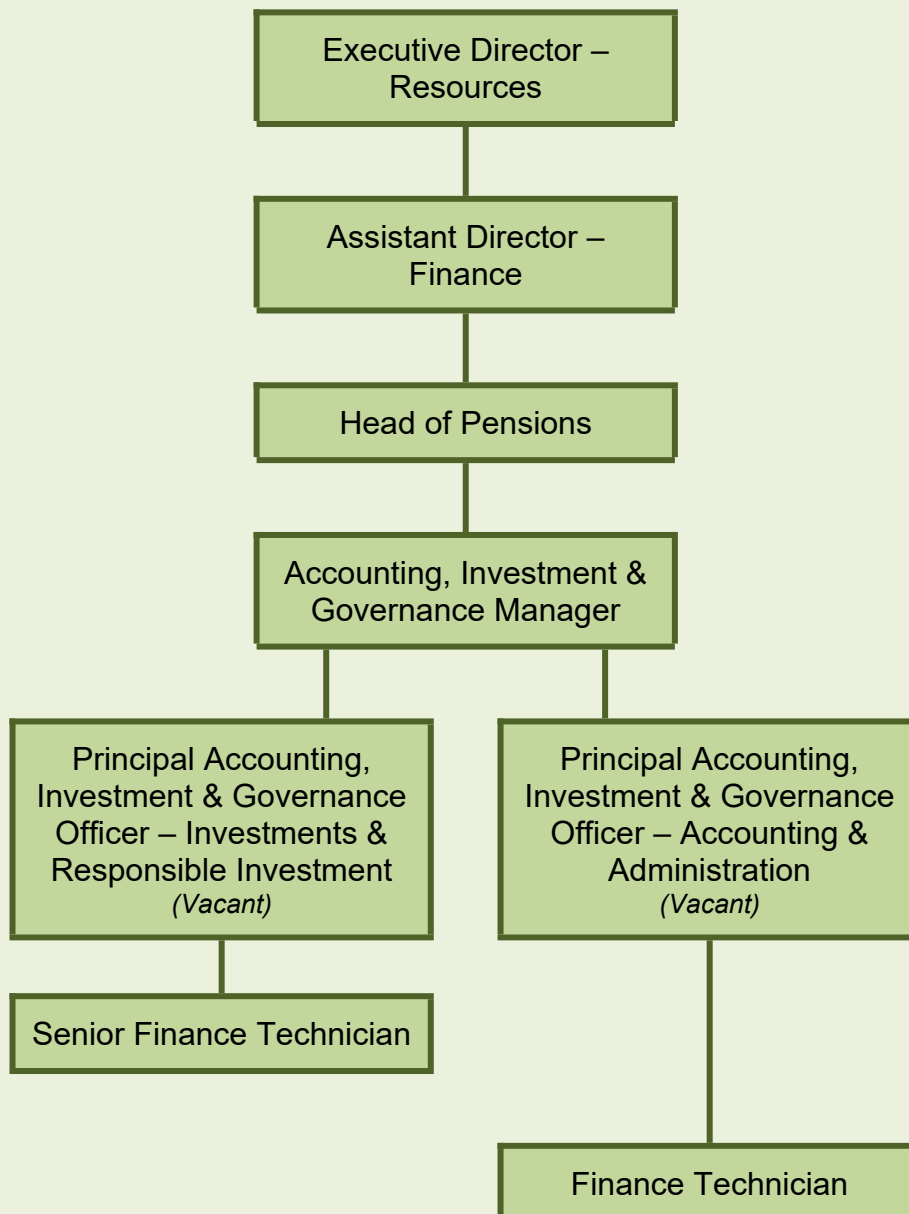 Executive Director –
Resources
Assistant Director –
Finance
Head of Pensions
Accounting, Investment &
Governance Manager
Principal Accounting,
Investment & Governance
Officer – Investments &
Responsible Investment
(Vacant)
Principal Accounting,
Investment & Governance
Officer – Accounting &
Administration
(Vacant)
Senior Finance Technician
Finance Technician